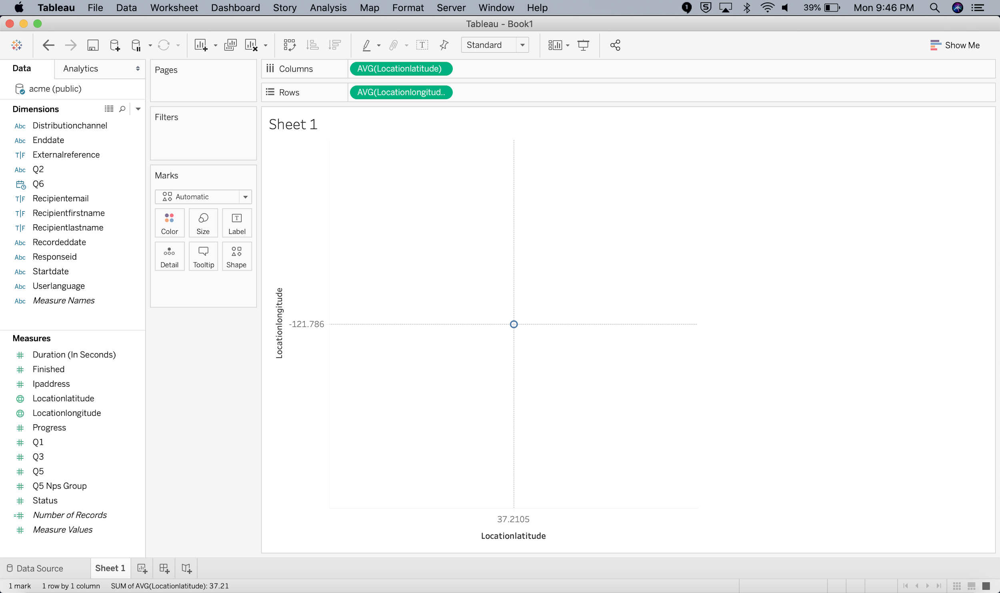 Tableau File Data Worksheet Dashboard Story Analysis Map Format Server Window Help 39% Mon 9:46 PM
Tableau - Book1
Standard Show Me
Data Analytics
acme (public)
Dimensions
Abc Distributionchannel
Abc Enddate
T|F Externalreference
Abc Q2
Q6
T|F Recipientemail
T|F Recipientfirstname
T|F Recipientlastname
Abc Recordeddate
Abc Responseid
Abc Startdate
Abc Userlanguage
Abc Measure Names
Measures
# Duration (In Seconds)
# Finished
# Ipaddress
Locationlatitude
Locationlongitude
# Progress
# Q1
# Q3
# Q5
# Q5 Nps Group
# Status
=# Number of Records
# Measure Values
Pages
Filters
Marks
Automatic
Color Size Label
Detail Tooltip Shape
Columns AVG(Locationlatitude)
Rows AVG(Locationlongitud..
Sheet 1
Locationlongitude
-121.786
37.2105
Locationlatitude
Data Source Sheet 1
1 mark 1 row by 1 column SUM of AVG(Locationlatitude): 37.21